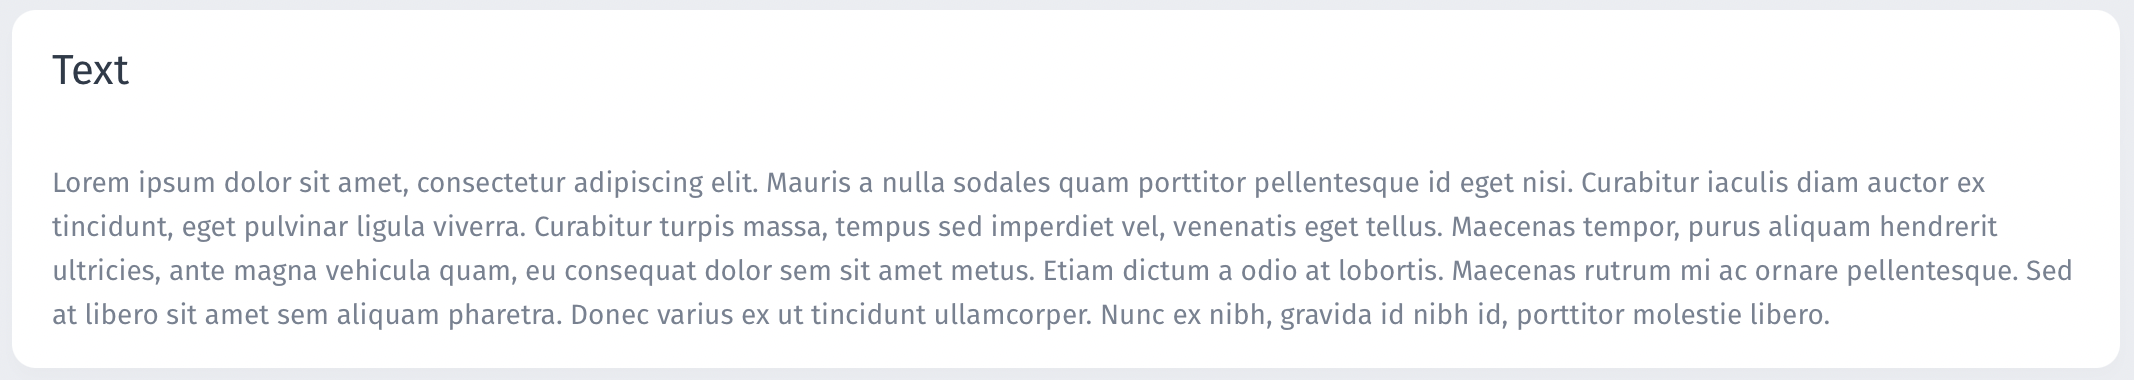 Text
Lorem ipsum dolor sit amet, consectetur adipiscing elit. Mauris a nulla sodales quam porttitor pellentesque id eget nisi. Curabitur iaculis diam auctor ex
tincidunt, eget pulvinar ligula viverra. Curabitur turpis massa, tempus sed imperdiet vel, venenatis eget tellus. Maecenas tempor, purus aliquam hendrerit
ultricies, ante magna vehicula quam, eu consequat dolor sem sit amet metus. Etiam dictum a odio at lobortis. Maecenas rutrum mi ac ornare pellentesque. Sed
at libero sit amet sem aliquam pharetra. Donec varius ex ut tincidunt ullamcorper. Nunc ex nibh, gravida id nibh id, porttitor molestie libero.